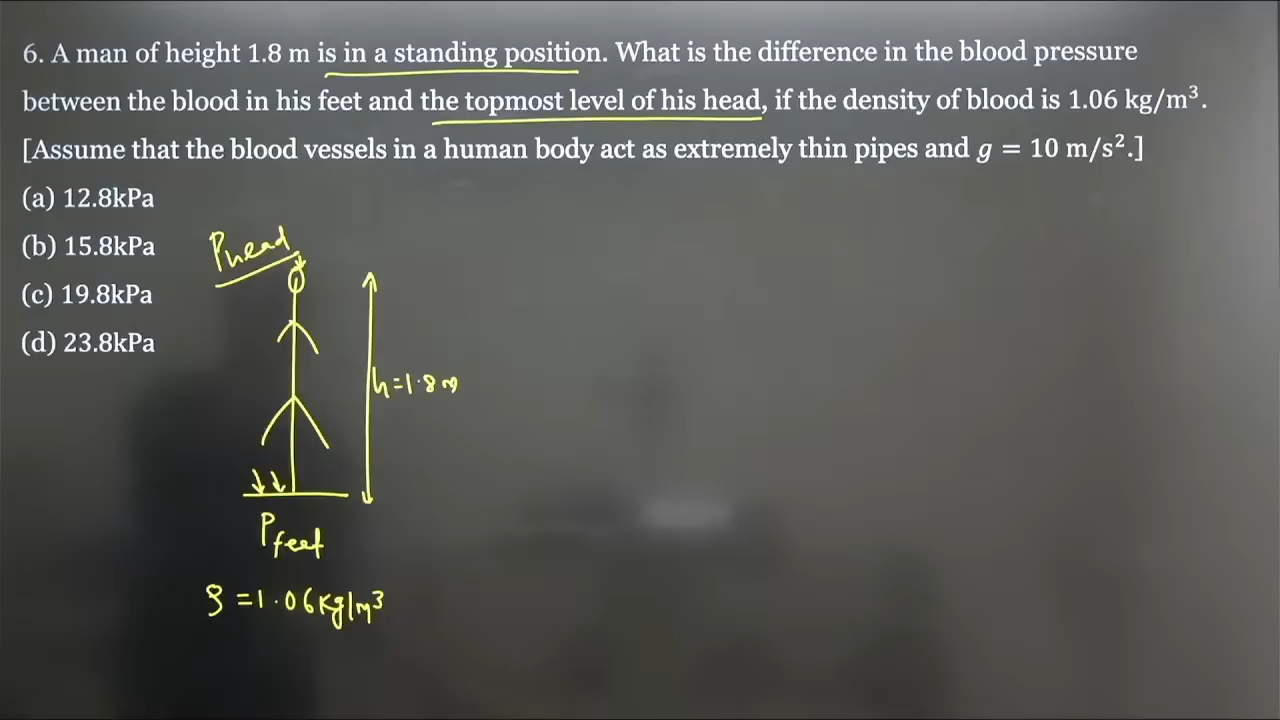 6. A man of height 1.8 m is in a standing position. What is the difference in the blood pressure
between the blood in his feet and the topmost level of his head, if the density of blood is 1.06 kg/m³.
[Assume that the blood vessels in a human body act as extremely thin pipes and g = 10 m/s².]
(a) 12.8kPa
(b) 15.8kPa
(c) 19.8kPa
(d) 23.8kPa
Phead
h=1.8 m
Pfeet
ρ =1.06 kg/m³